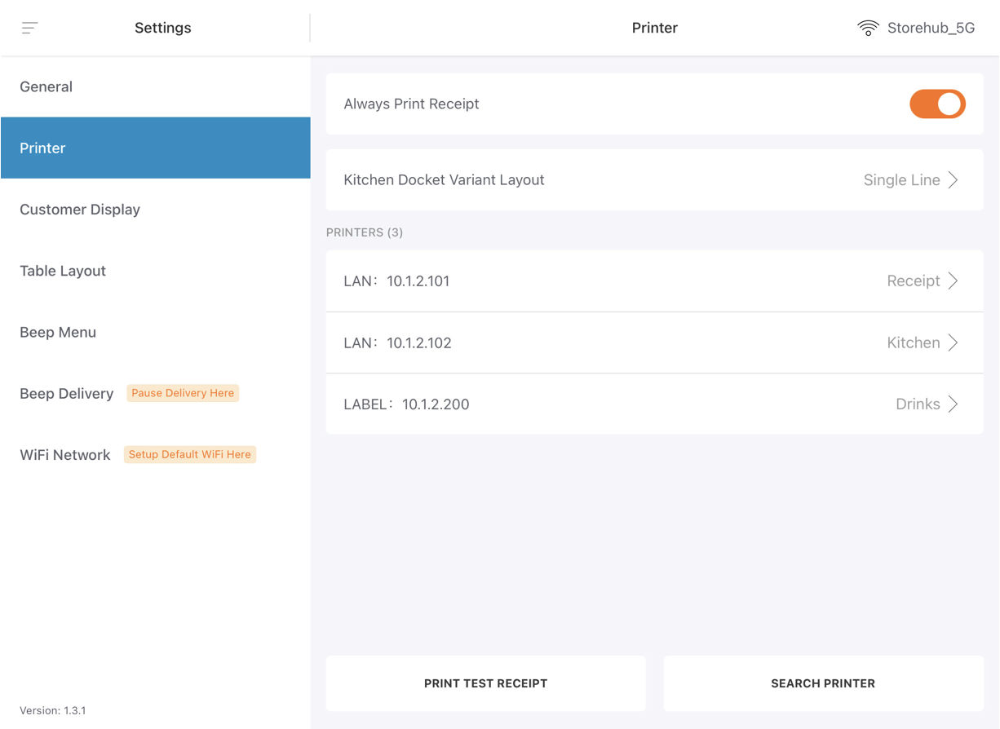 Settings
Printer
Storehub_5G
General
Printer
Customer Display
Table Layout
Beep Menu
Beep Delivery Pause Delivery Here
WiFi Network Setup Default WiFi Here
Version: 1.3.1
Always Print Receipt
Kitchen Docket Variant Layout Single Line
PRINTERS (3)
LAN: 10.1.2.101 Receipt
LAN: 10.1.2.102 Kitchen
LABEL: 10.1.2.200 Drinks
PRINT TEST RECEIPT
SEARCH PRINTER